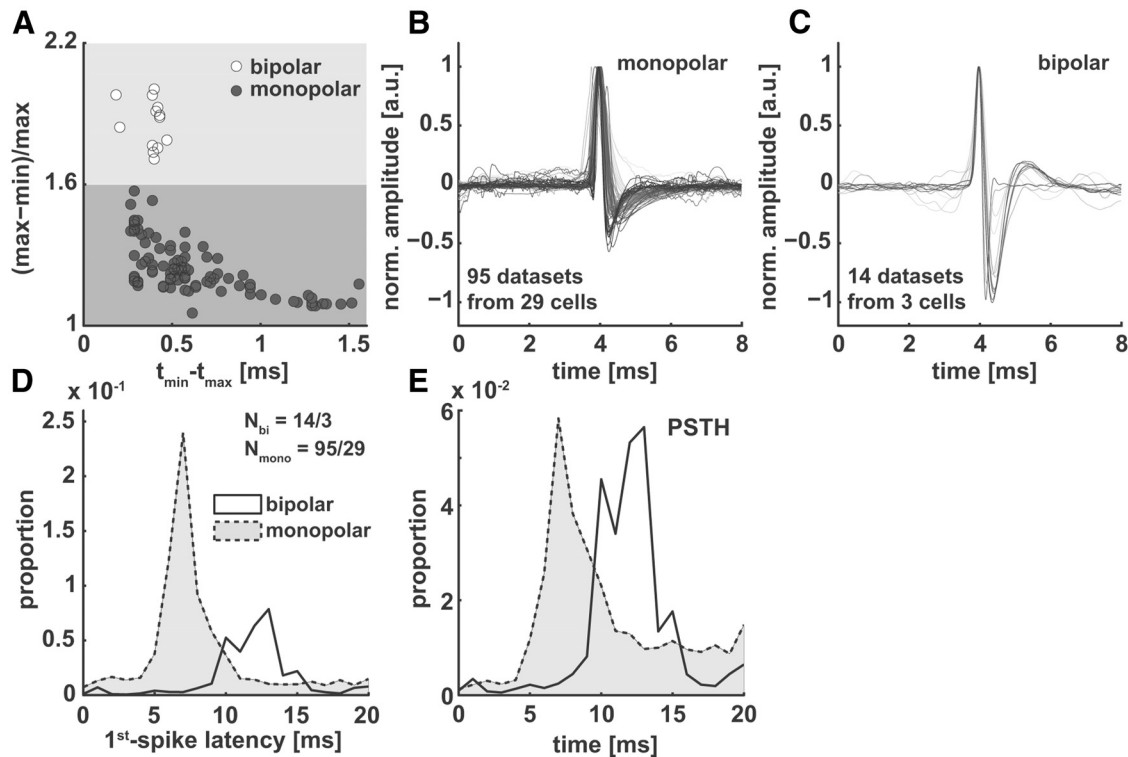 A
2.2
(max−min)/max
1.6
1
bipolar
monopolar
0
0.5
1
1.5
t_min-t_max [ms]
B
monopolar
norm. amplitude [a.u.]
1
0.5
0
−0.5
−1
95 datasets
from 29 cells
0
2
4
6
8
time [ms]
C
bipolar
norm. amplitude [a.u.]
1
0.5
0
−0.5
−1
14 datasets
from 3 cells
0
2
4
6
8
time [ms]
D
x 10^-1
N_bi = 14/3
N_mono = 95/29
bipolar
monopolar
proportion
2.5
2
1.5
1
0.5
0
0
5
10
15
20
1^st-spike latency [ms]
E
x 10^-2
PSTH
proportion
6
4
2
0
0
5
10
15
20
time [ms]